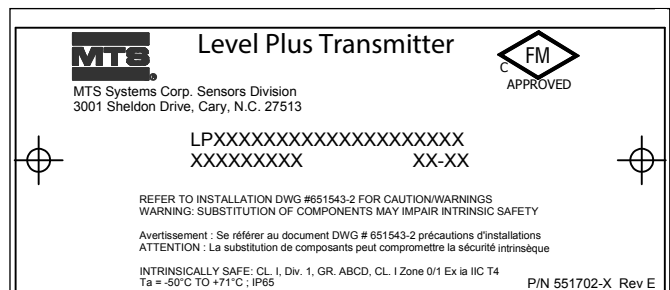 MTS
Level Plus Transmitter
FM
C
APPROVED
MTS Systems Corp. Sensors Division
3001 Sheldon Drive, Cary, N.C. 27513
LPXXXXXXXXXXXXXXXXXXXX
XXXXXXXXX XX-XX
REFER TO INSTALLATION DWG #651543-2 FOR CAUTION/WARNINGS
WARNING: SUBSTITUTION OF COMPONENTS MAY IMPAIR INTRINSIC SAFETY
Avertissement : Se référer au document DWG # 651543-2 précautions d'installations
ATTENTION : La substitution de composants peut compromettre la sécurité intrinsèque
INTRINSICALLY SAFE: CL. I, Div. 1, GR. ABCD, CL. I Zone 0/1 Ex ia IIC T4
Ta = -50°C TO +71°C ; IP65
P/N 551702-X Rev E